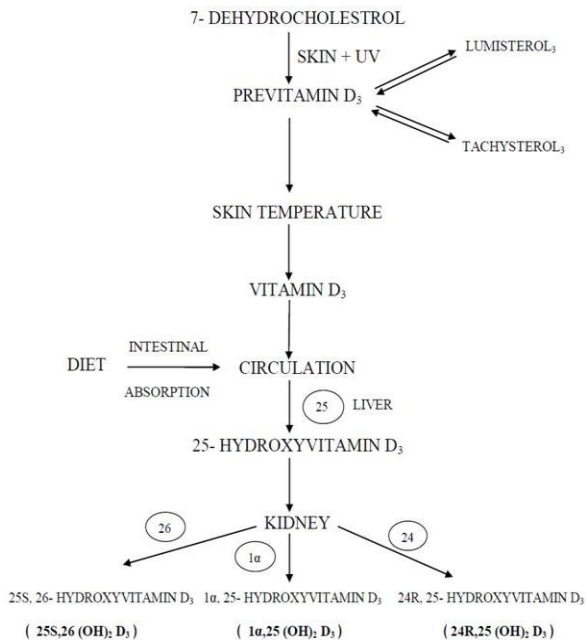 7- DEHYDROCHOLESTROL
SKIN + UV
LUMISTEROL₃
PREVITAMIN D₃
TACHYSTEROL₃
SKIN TEMPERATURE
VITAMIN D₃
INTESTINAL
DIET
CIRCULATION
ABSORPTION
25
LIVER
25- HYDROXYVITAMIN D₃
26
KIDNEY
24
1α
25S, 26- HYDROXYVITAMIN D₃
1α, 25- HYDROXYVITAMIN D₃
24R, 25- HYDROXYVITAMIN D₃
( 25S,26 (OH)₂ D₃ )
( 1α,25 (OH)₂ D₃ )
(24R,25 (OH)₂ D₃ )